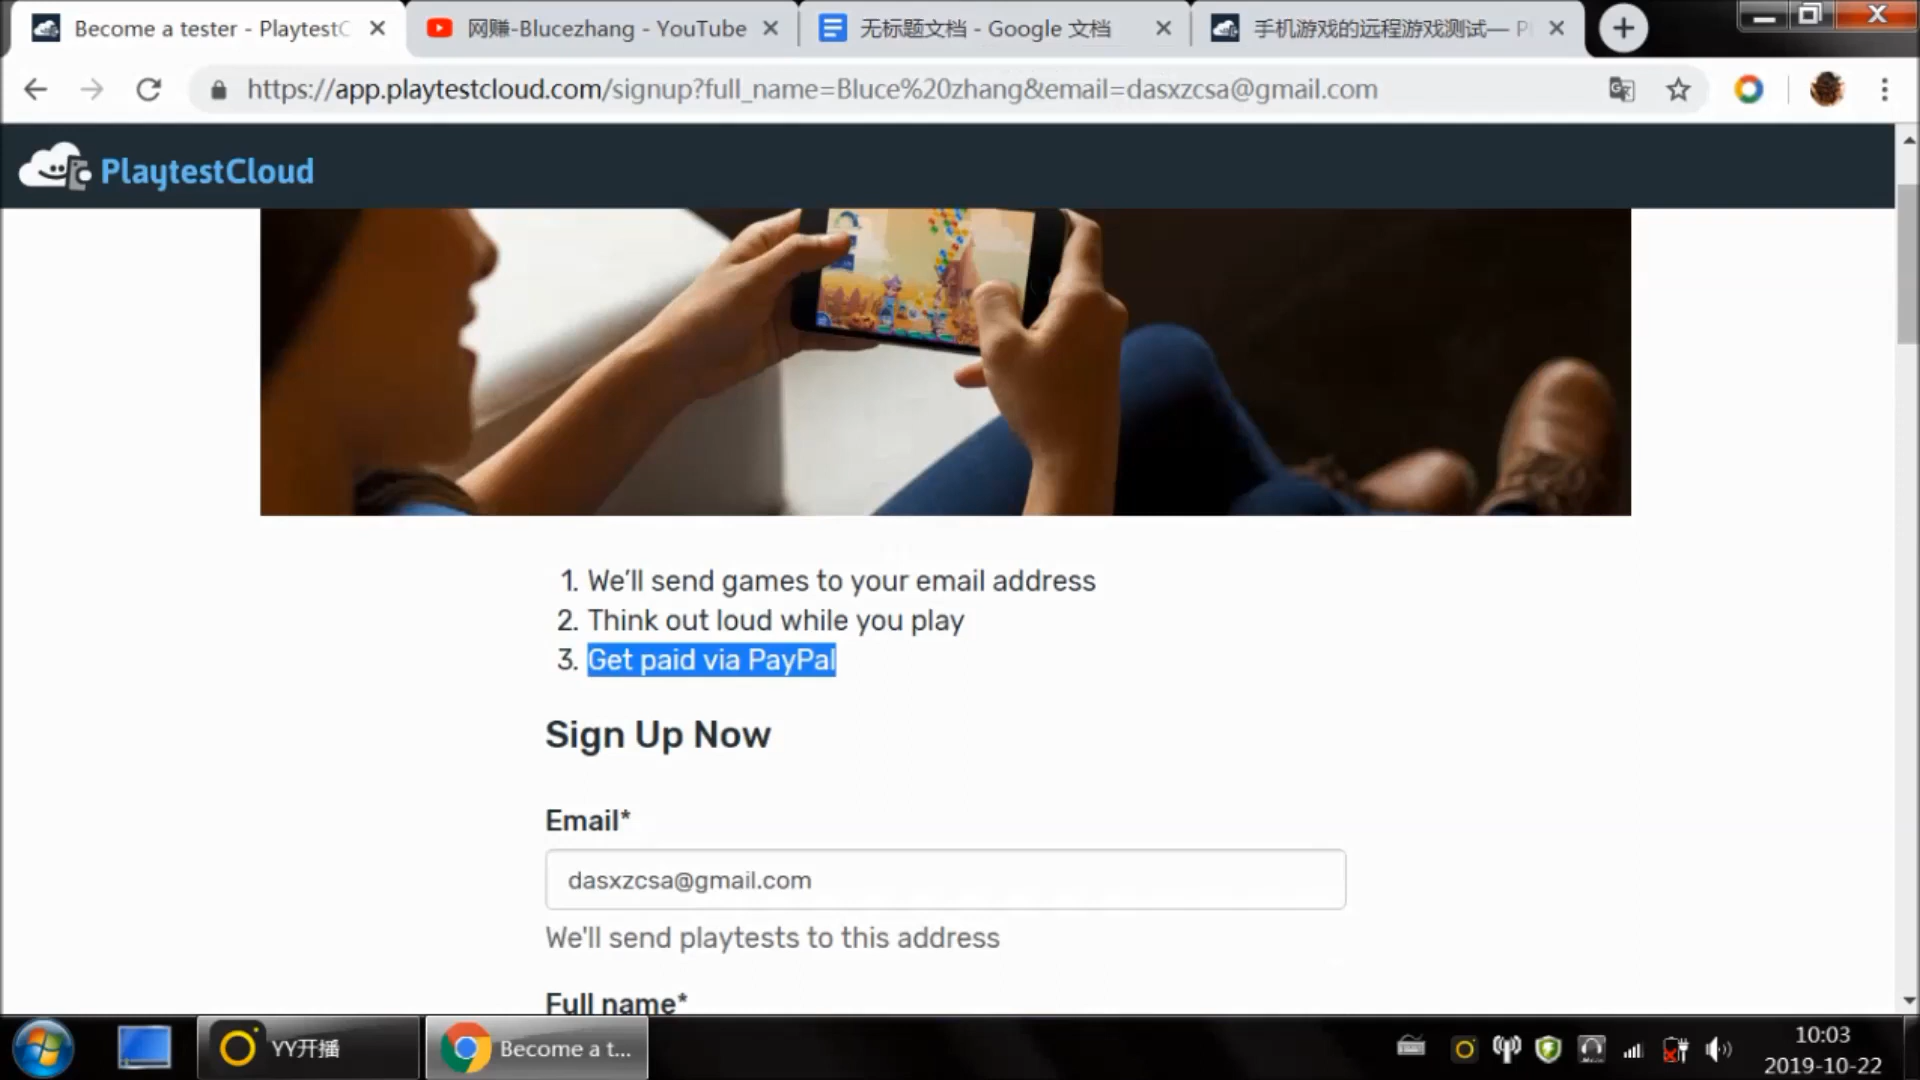 Become a tester - PlaytestC
网赚-Blucezhang - YouTube
无标题文档 - Google 文档
手机游戏的远程游戏测试— Pl
https://app.playtestcloud.com/signup?full_name=Bluce%20zhang&email=dasxzcsa@gmail.com
PlaytestCloud
1. We'll send games to your email address
2. Think out loud while you play
3. Get paid via PayPal
Sign Up Now
Email*
dasxzcsa@gmail.com
We'll send playtests to this address
Full name*
YY开播
Become a t...
10:03
2019-10-22